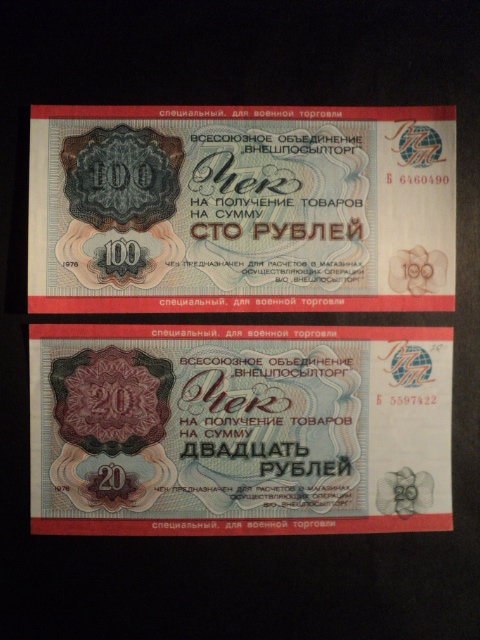 специальный, для военной торговли
ВСЕСОЮЗНОЕ ОБЪЕДИНЕНИЕ
"ВНЕШПОСЫЛТОРГ"
Чек
НА ПОЛУЧЕНИЕ ТОВАРОВ
НА СУММУ
СТО РУБЛЕЙ
100
100
1976
ЧЕК ПРЕДНАЗНАЧЕН ДЛЯ РАСЧЕТОВ В МАГАЗИНАХ,
ОСУЩЕСТВЛЯЮЩИХ ОПЕРАЦИИ
В/О „ВНЕШПОСЫЛТОРГ"
Б 6460490
100
специальный, для военной торговли
специальный, для военной торговли
ВСЕСОЮЗНОЕ ОБЪЕДИНЕНИЕ
"ВНЕШПОСЫЛТОРГ"
Чек
НА ПОЛУЧЕНИЕ ТОВАРОВ
НА СУММУ
ДВАДЦАТЬ
РУБЛЕЙ
20
20
1976
ЧЕК ПРЕДНАЗНАЧЕН ДЛЯ РАСЧЕТОВ В МАГАЗИНАХ,
ОСУЩЕСТВЛЯЮЩИХ ОПЕРАЦИИ
В/О „ВНЕШПОСЫЛТОРГ"
Б 5597422
20
специальный, для военной торговли